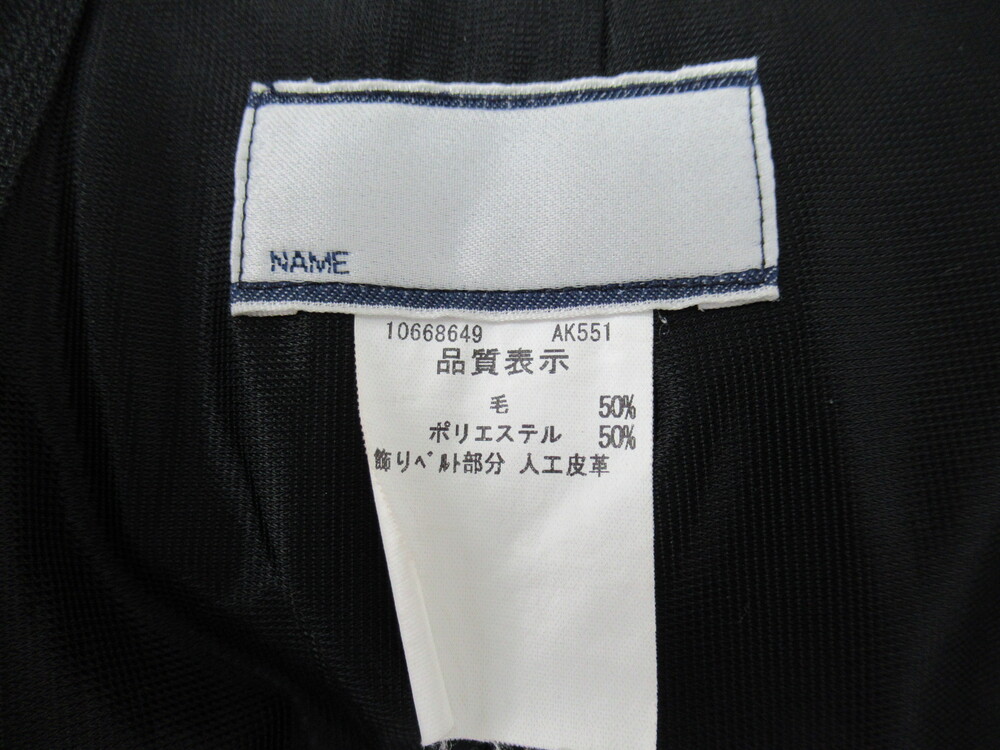 NAME
10668649 AK551
品質表示
毛 50%
ポリエステル 50%
飾りベルト部分 人工皮革